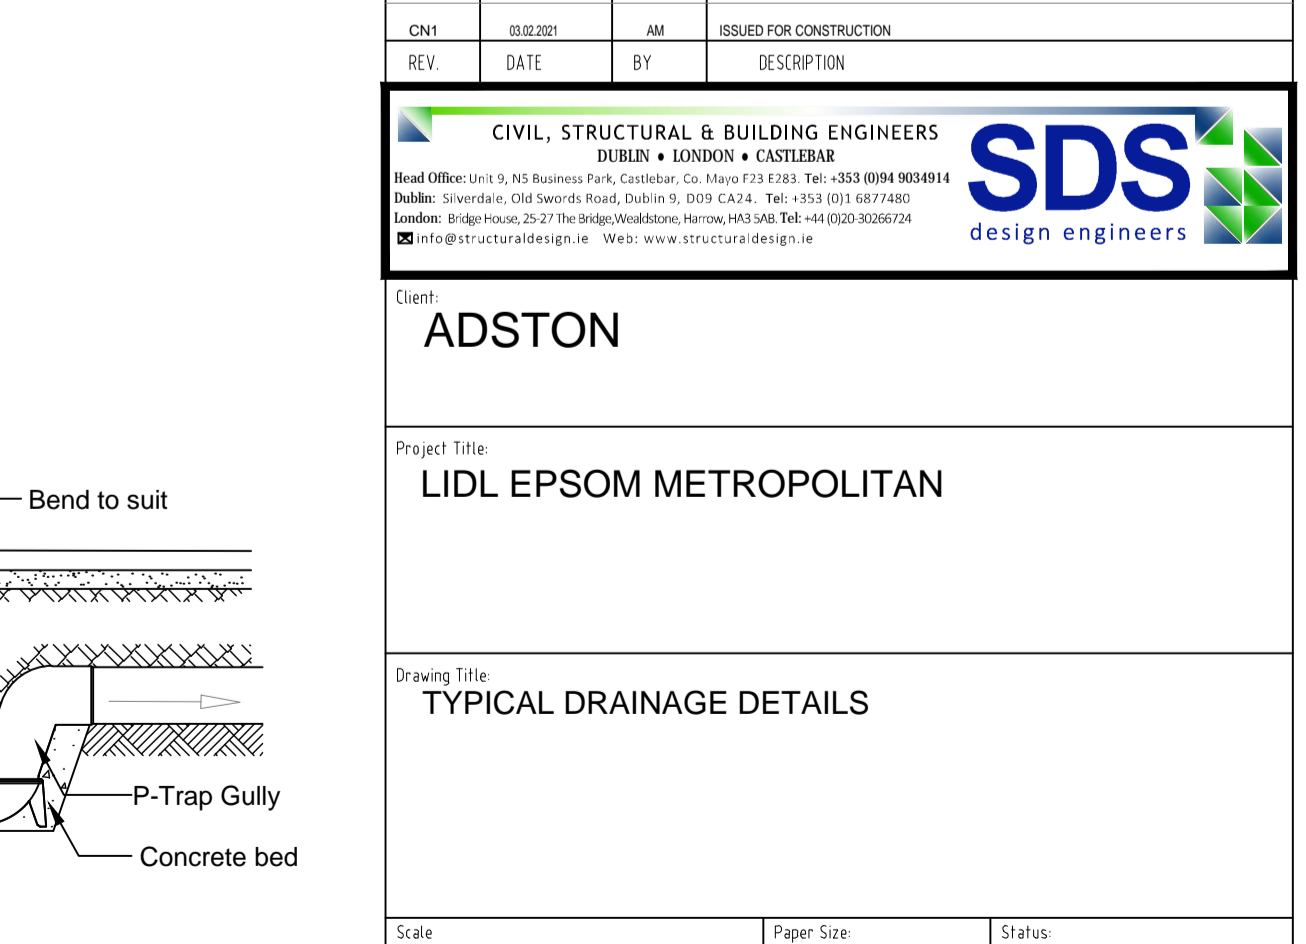 CN1 03.02.2021 AM ISSUED FOR CONSTRUCTION
REV. DATE BY DESCRIPTION
CIVIL, STRUCTURAL & BUILDING ENGINEERS
DUBLIN • LONDON • CASTLEBAR
Head Office: Unit 9, N5 Business Park, Castlebar, Co. Mayo F23 E283. Tel: +353 (0)94 9034914
Dublin: Silverdale, Old Swords Road, Dublin 9, D09 CA24. Tel: +353 (0)1 6877480
London: Bridge House, 25-27 The Bridge,Wealdstone, Harrow, HA3 5AB. Tel: +44 (0)20-30266724
info@structuraldesign.ie Web: www.structuraldesign.ie
SDS
design engineers
Client:
ADSTON
Project Title:
LIDL EPSOM METROPOLITAN
Drawing Title:
TYPICAL DRAINAGE DETAILS
Scale Paper Size: Status:
Bend to suit
P-Trap Gully
Concrete bed